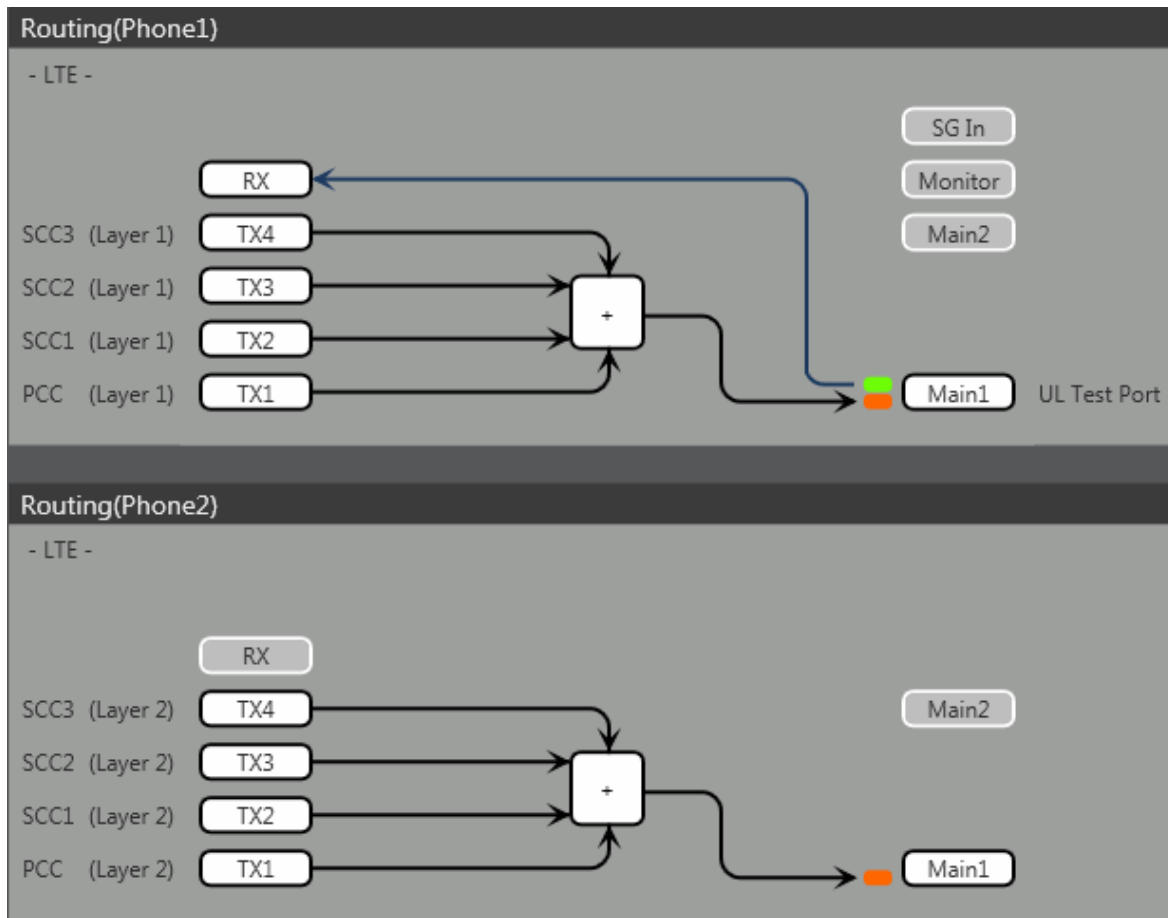 Routing(Phone1)
- LTE -
SG In
RX Monitor
SCC3 (Layer 1) TX4 Main2
SCC2 (Layer 1) TX3
+
SCC1 (Layer 1) TX2
PCC (Layer 1) TX1 Main1 UL Test Port
Routing(Phone2)
- LTE -
RX
SCC3 (Layer 2) TX4 Main2
SCC2 (Layer 2) TX3
+
SCC1 (Layer 2) TX2
PCC (Layer 2) TX1 Main1